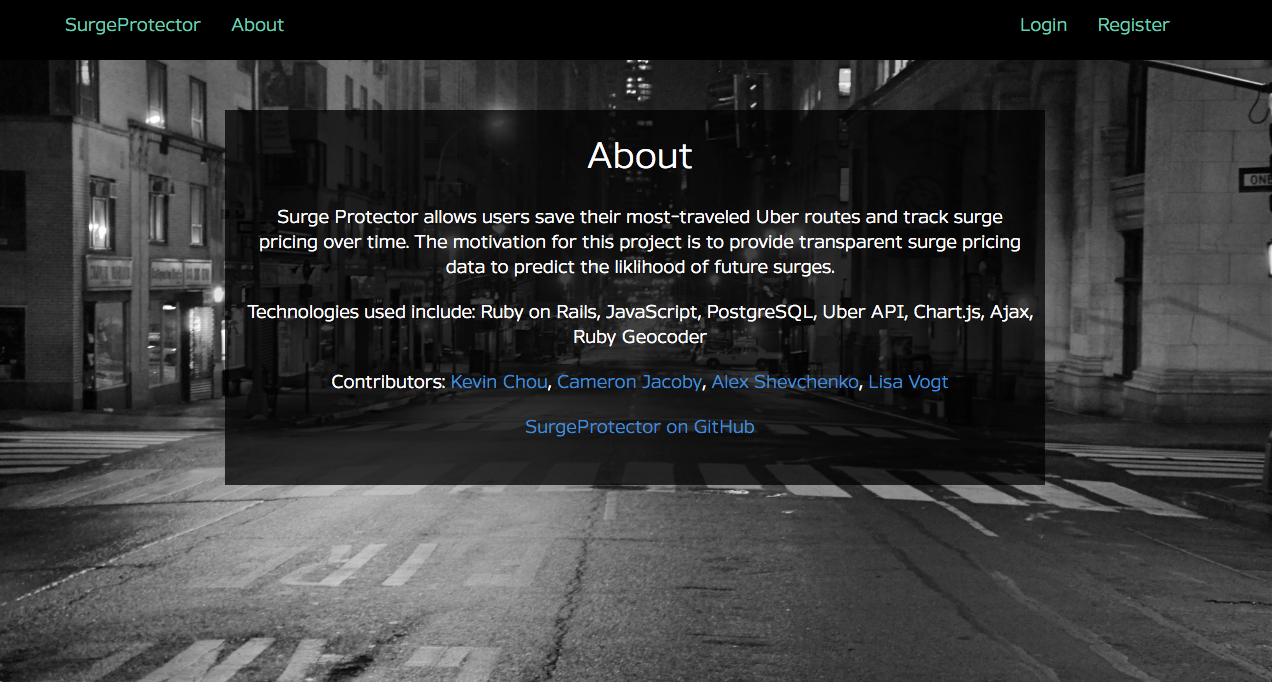 SurgeProtector About Login Register
About
Surge Protector allows users save their most-traveled Uber routes and track surge
pricing over time. The motivation for this project is to provide transparent surge pricing
data to predict the liklihood of future surges.
Technologies used include: Ruby on Rails, JavaScript, PostgreSQL, Uber API, Chart.js, Ajax,
Ruby Geocoder
Contributors: Kevin Chou, Cameron Jacoby, Alex Shevchenko, Lisa Vogt
SurgeProtector on GitHub
ONE
FIRE